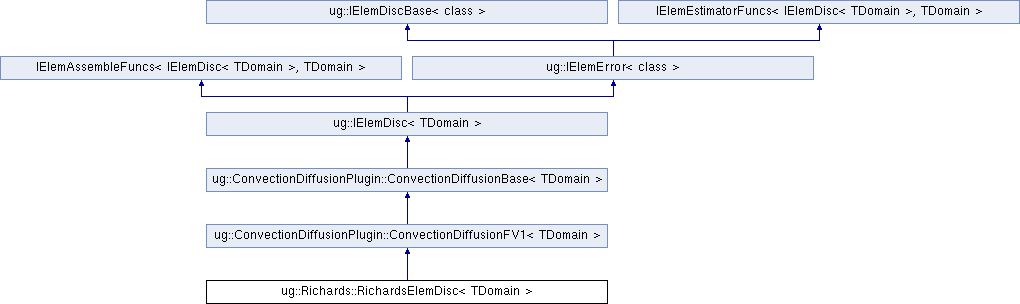 ug::IElemDiscBase< class >
IElemEstimatorFuncs< IElemDisc< TDomain >, TDomain >
IElemAssembleFuncs< IElemDisc< TDomain >, TDomain >
ug::IElemError< class >
ug::IElemDisc< TDomain >
ug::ConvectionDiffusionPlugin::ConvectionDiffusionBase< TDomain >
ug::ConvectionDiffusionPlugin::ConvectionDiffusionFV1< TDomain >
ug::Richards::RichardsElemDisc< TDomain >